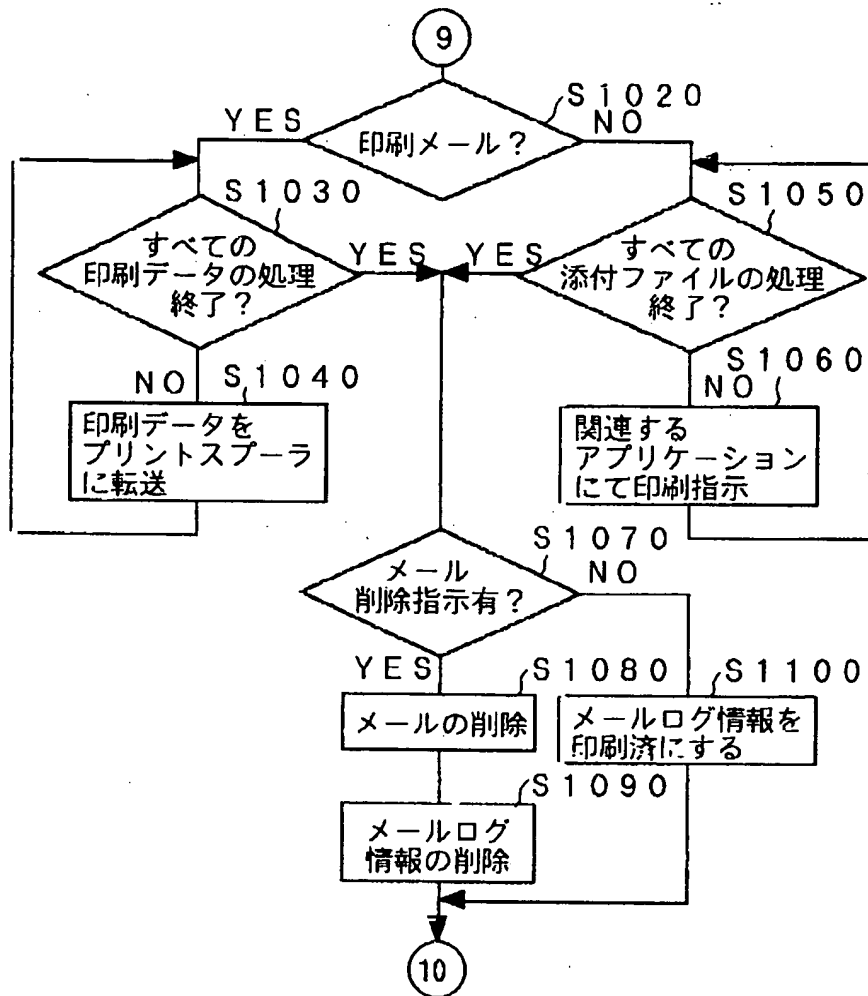 9
S1020
YES
印刷メール？
NO
S1030
すべての
印刷データの処理
終了？
YES
NO
S1040
印刷データを
プリントスプーラ
に転送
S1050
YES
すべての
添付ファイルの処理
終了？
S1060
NO
関連する
アプリケーション
にて印刷指示
S1070
メール
削除指示有？
NO
YES
S1080
メールの削除
S1090
メールログ
情報の削除
S1100
メールログ情報を
印刷済にする
10